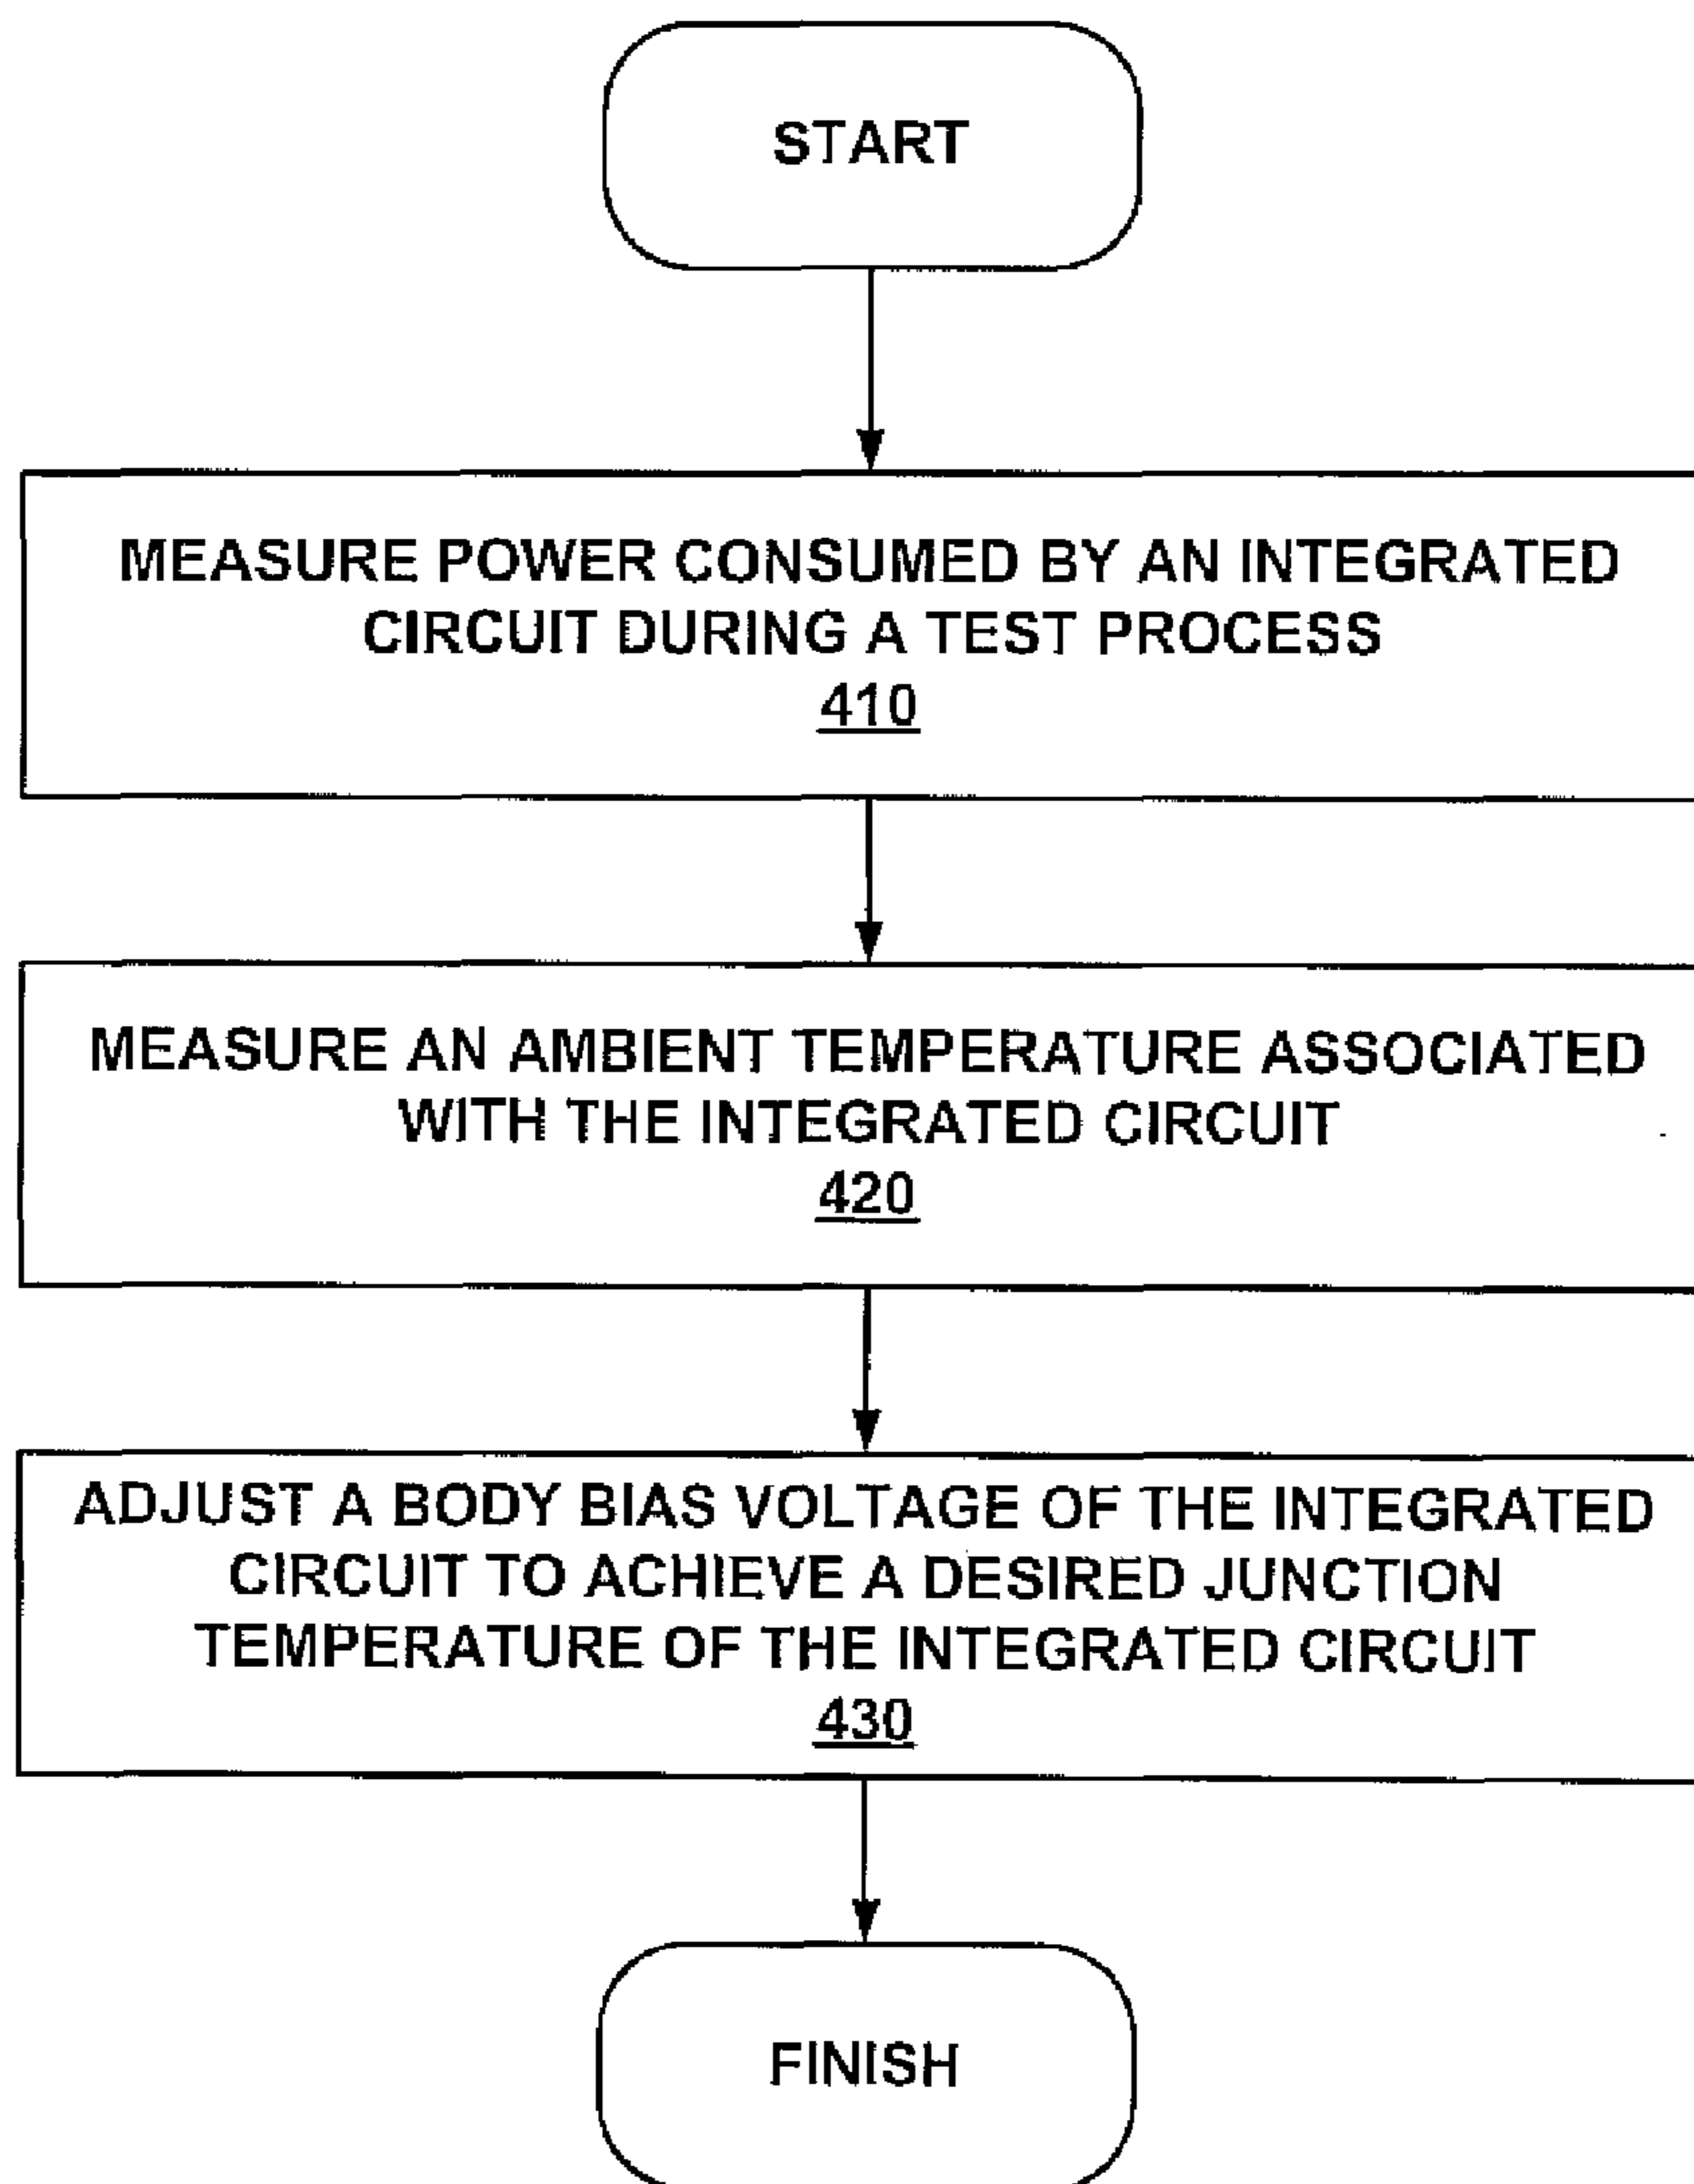 START
MEASURE POWER CONSUMED BY AN INTEGRATED
CIRCUIT DURING A TEST PROCESS
410
MEASURE AN AMBIENT TEMPERATURE ASSOCIATED
WITH THE INTEGRATED CIRCUIT
420
ADJUST A BODY BIAS VOLTAGE OF THE INTEGRATED
CIRCUIT TO ACHIEVE A DESIRED JUNCTION
TEMPERATURE OF THE INTEGRATED CIRCUIT
430
FINISH